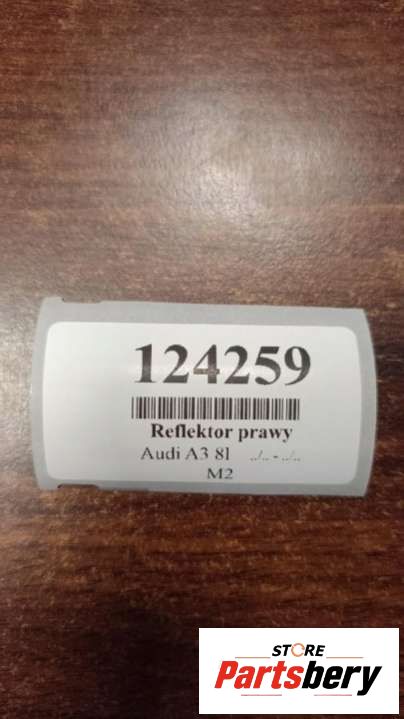 124259
Reflektor prawy
Audi A3 8l ../.. - ../..
M2
STORE
Partsbery